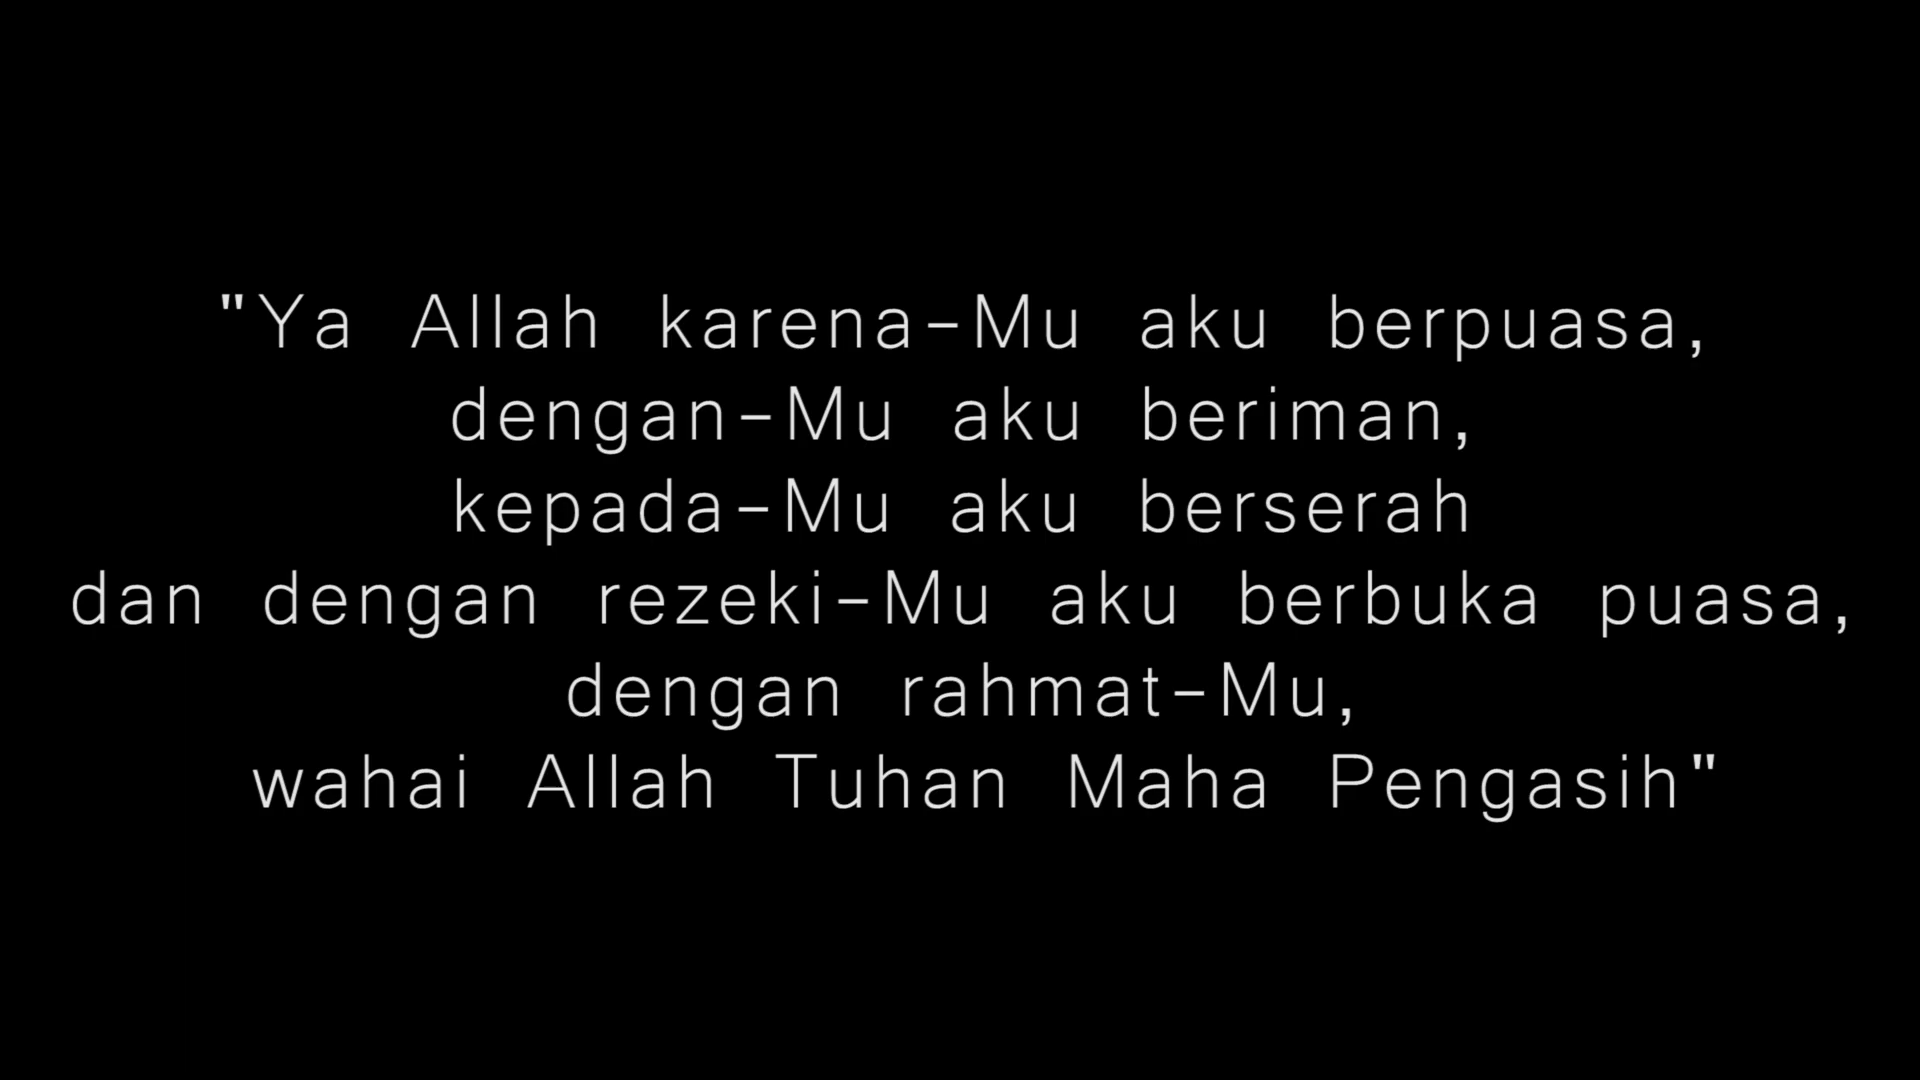 "Ya Allah karena-Mu aku berpuasa,
dengan-Mu aku beriman,
kepada-Mu aku berserah
dan dengan rezeki-Mu aku berbuka puasa,
dengan rahmat-Mu,
wahai Allah Tuhan Maha Pengasih"